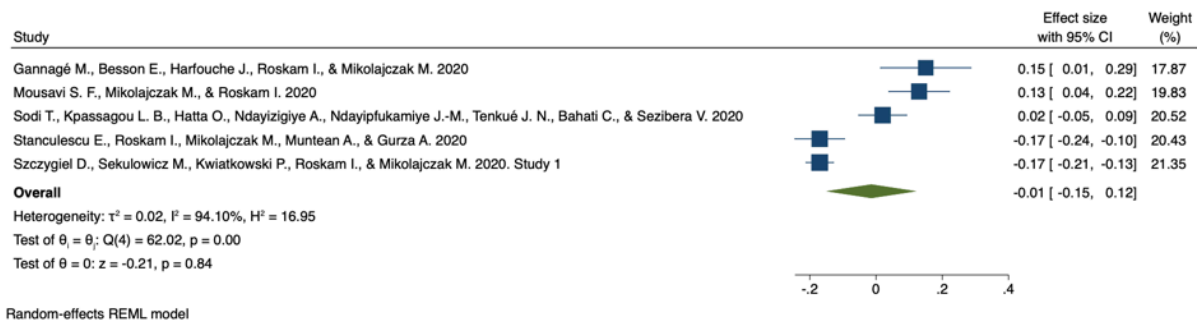 Study Effect size with 95% CI Weight (%)
Gannagé M., Besson E., Harfouche J., Roskam I., & Mikolajczak M. 2020 0.15 [ 0.01, 0.29] 17.87
Mousavi S. F., Mikolajczak M., & Roskam I. 2020 0.13 [ 0.04, 0.22] 19.83
Sodi T., Kpassagou L. B., Hatta O., Ndayizigiye A., Ndayipfukamiye J.-M., Tenkué J. N., Bahati C., & Sezibera V. 2020 0.02 [ -0.05, 0.09] 20.52
Stanculescu E., Roskam I., Mikolajczak M., Muntean A., & Gurza A. 2020 -0.17 [ -0.24, -0.10] 20.43
Szczygiel D., Sekulowicz M., Kwiatkowski P., Roskam I., & Mikolajczak M. 2020. Study 1 -0.17 [ -0.21, -0.13] 21.35
Overall -0.01 [ -0.15, 0.12]
Heterogeneity: τ² = 0.02, I² = 94.10%, H² = 16.95
Test of θᵢ = θⱼ: Q(4) = 62.02, p = 0.00
Test of θ = 0: z = -0.21, p = 0.84
-.2 0 .2 .4
Random-effects REML model